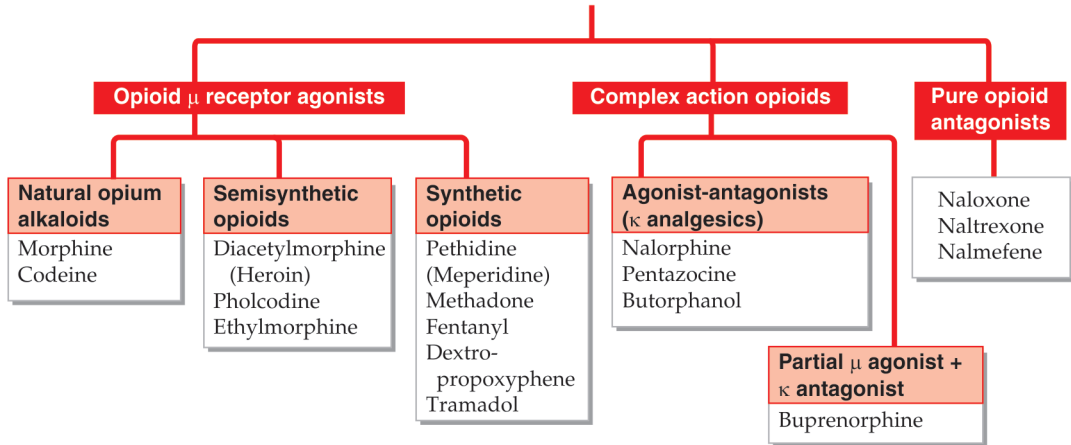 Opioid μ receptor agonists
Complex action opioids
Pure opioid
antagonists
Natural opium
alkaloids
Morphine
Codeine
Semisynthetic
opioids
Diacetylmorphine
(Heroin)
Pholcodine
Ethylmorphine
Synthetic
opioids
Pethidine
(Meperidine)
Methadone
Fentanyl
Dextro-
propoxyphene
Tramadol
Agonist-antagonists
(κ analgesics)
Nalorphine
Pentazocine
Butorphanol
Partial μ agonist +
κ antagonist
Buprenorphine
Naloxone
Naltrexone
Nalmefene